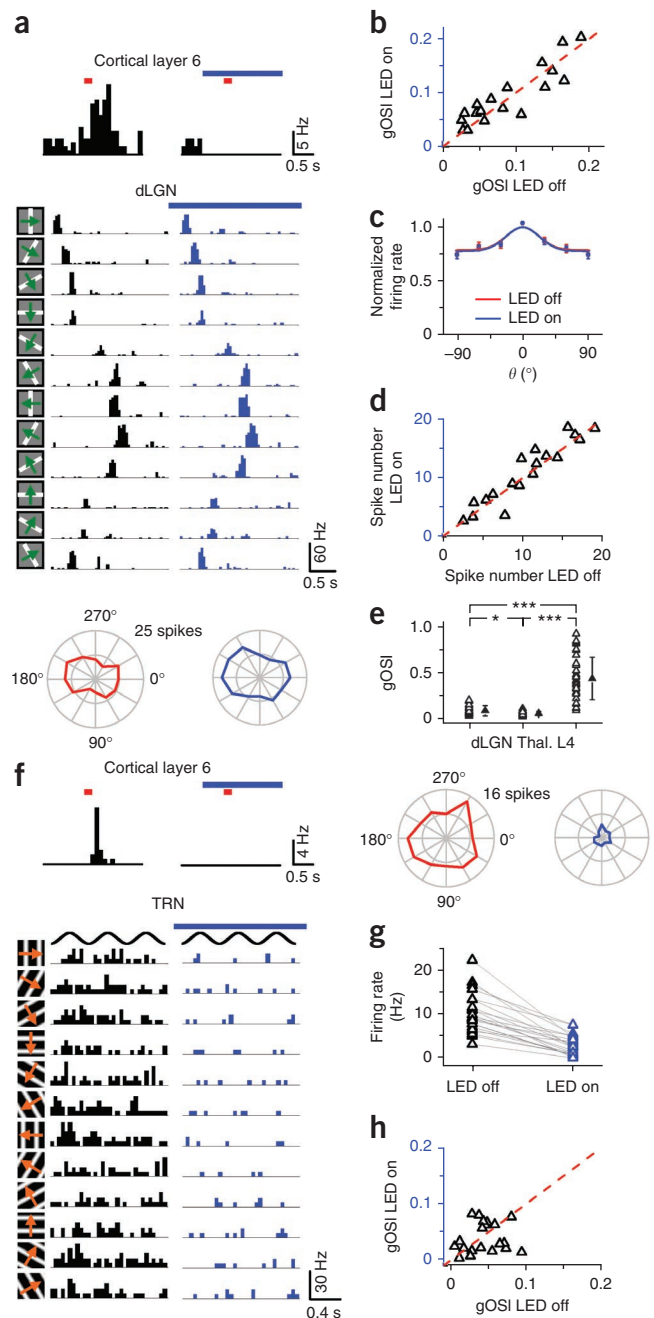 a
Cortical layer 6
5 Hz
0.5 s
dLGN
60 Hz
0.5 s
270°
25 spikes
180°
0°
90°
b
gOSI LED on
0.2
0.1
0
0
0.1
0.2
gOSI LED off
c
Normalized
firing rate
1.0
0.75
0
LED off
LED on
–90
0
90
θ (°)
d
Spike number
LED on
20
10
0
0
10
20
Spike number LED off
e
***
*
***
gOSI
1.0
0.5
0
dLGN Thal. L4
f
Cortical layer 6
4 Hz
0.5 s
270°
16 spikes
180°
0°
90°
TRN
30 Hz
0.4 s
g
Firing rate
(Hz)
20
10
0
LED off
LED on
h
gOSI LED on
0.2
0.1
0
0
0.1
0.2
gOSI LED off